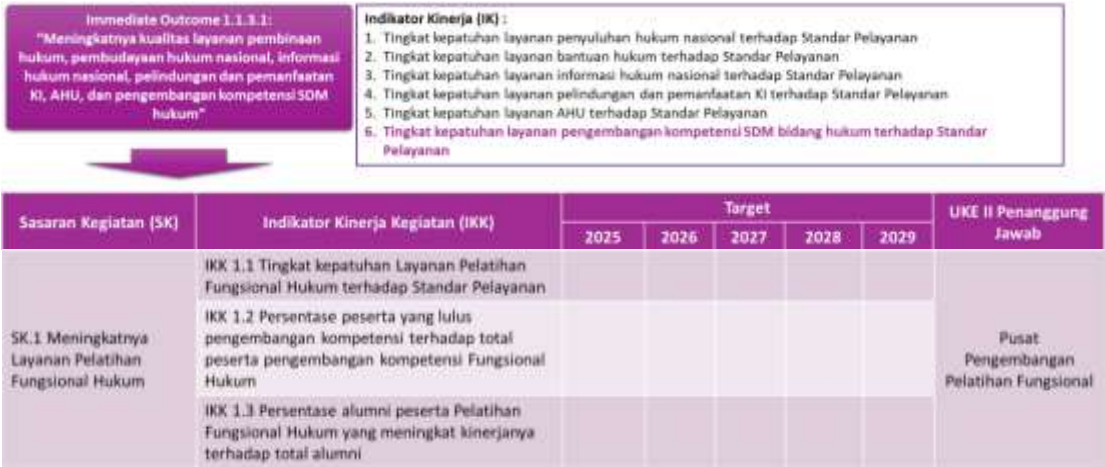 Immediate Outcome 1.1.3.1:
"Meningkatnya kualitas layanan pembinaan
hukum, pembudayaan hukum nasional, informasi
hukum nasional, pelindungan dan pemanfaatan
KI, AHU, dan pengembangan kompetensi SDM
hukum"
Indikator Kinerja (IK) :
1. Tingkat kepatuhan layanan penyuluhan hukum nasional terhadap Standar Pelayanan
2. Tingkat kepatuhan layanan bantuan hukum terhadap Standar Pelayanan
3. Tingkat kepatuhan layanan informasi hukum nasional terhadap Standar Pelayanan
4. Tingkat kepatuhan layanan pelindungan dan pemanfaatan KI terhadap Standar Pelayanan
5. Tingkat kepatuhan layanan AHU terhadap Standar Pelayanan
6. Tingkat kepatuhan layanan pengembangan kompetensi SDM bidang hukum terhadap Standar
Pelayanan
Sasaran Kegiatan (SK)
Indikator Kinerja Kegiatan (IKK)
Target
2025 2026 2027 2028 2029
UKE II Penanggung
Jawab
SK.1 Meningkatnya
Layanan Pelatihan
Fungsional Hukum
IKK 1.1 Tingkat kepatuhan Layanan Pelatihan
Fungsional Hukum terhadap Standar Pelayanan
IKK 1.2 Persentase peserta yang lulus
pengembangan kompetensi terhadap total
peserta pengembangan kompetensi Fungsional
Hukum
IKK 1.3 Persentase alumni peserta Pelatihan
Fungsional Hukum yang meningkat kinerjanya
terhadap total alumni
Pusat
Pengembangan
Pelatihan Fungsional